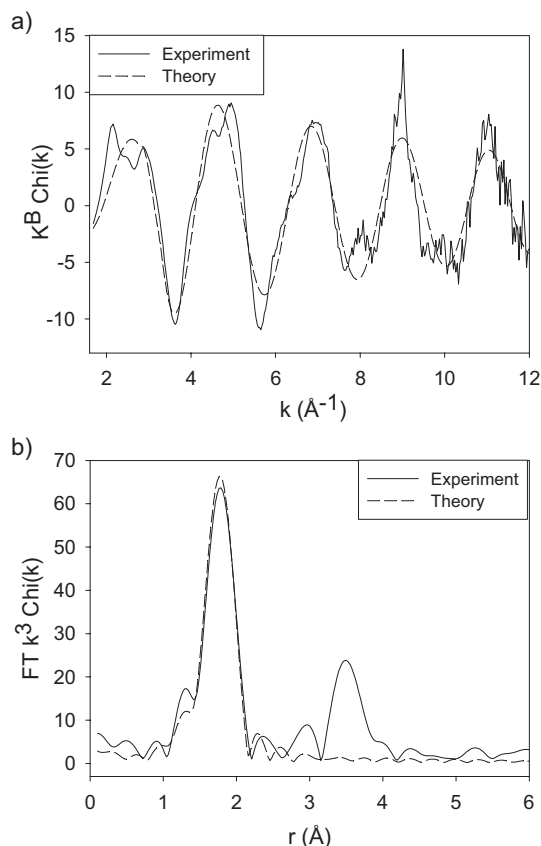 a)
15
10
5
0
-5
-10
Experiment
Theory
K^B Chi(k)
2 4 6 8 10 12
k (Å^-1)
b)
70
60
50
40
30
20
10
0
Experiment
Theory
FT k^3 Chi(k)
0 1 2 3 4 5 6
r (Å)